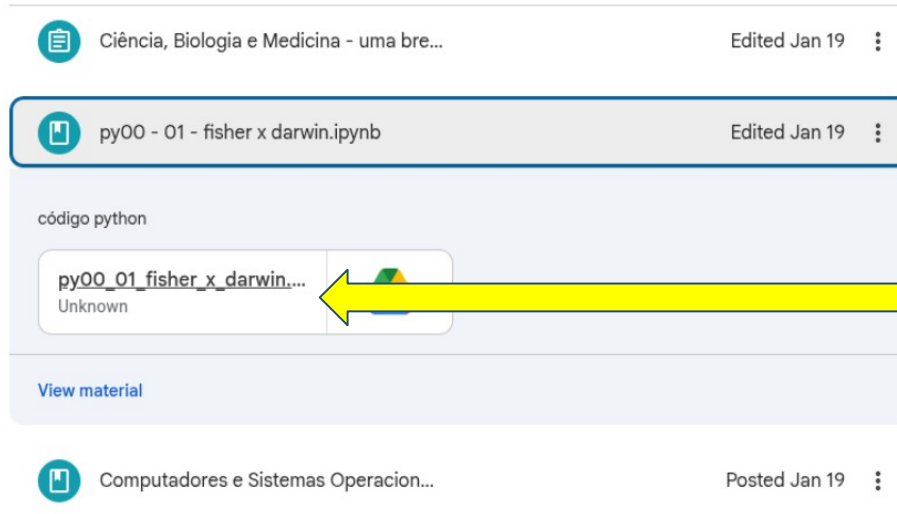 Ciência, Biologia e Medicina - uma bre... Edited Jan 19
py00 - 01 - fisher x darwin.ipynb Edited Jan 19
código python
py00_01_fisher_x_darwin....
Unknown
View material
Computadores e Sistemas Operacion... Posted Jan 19